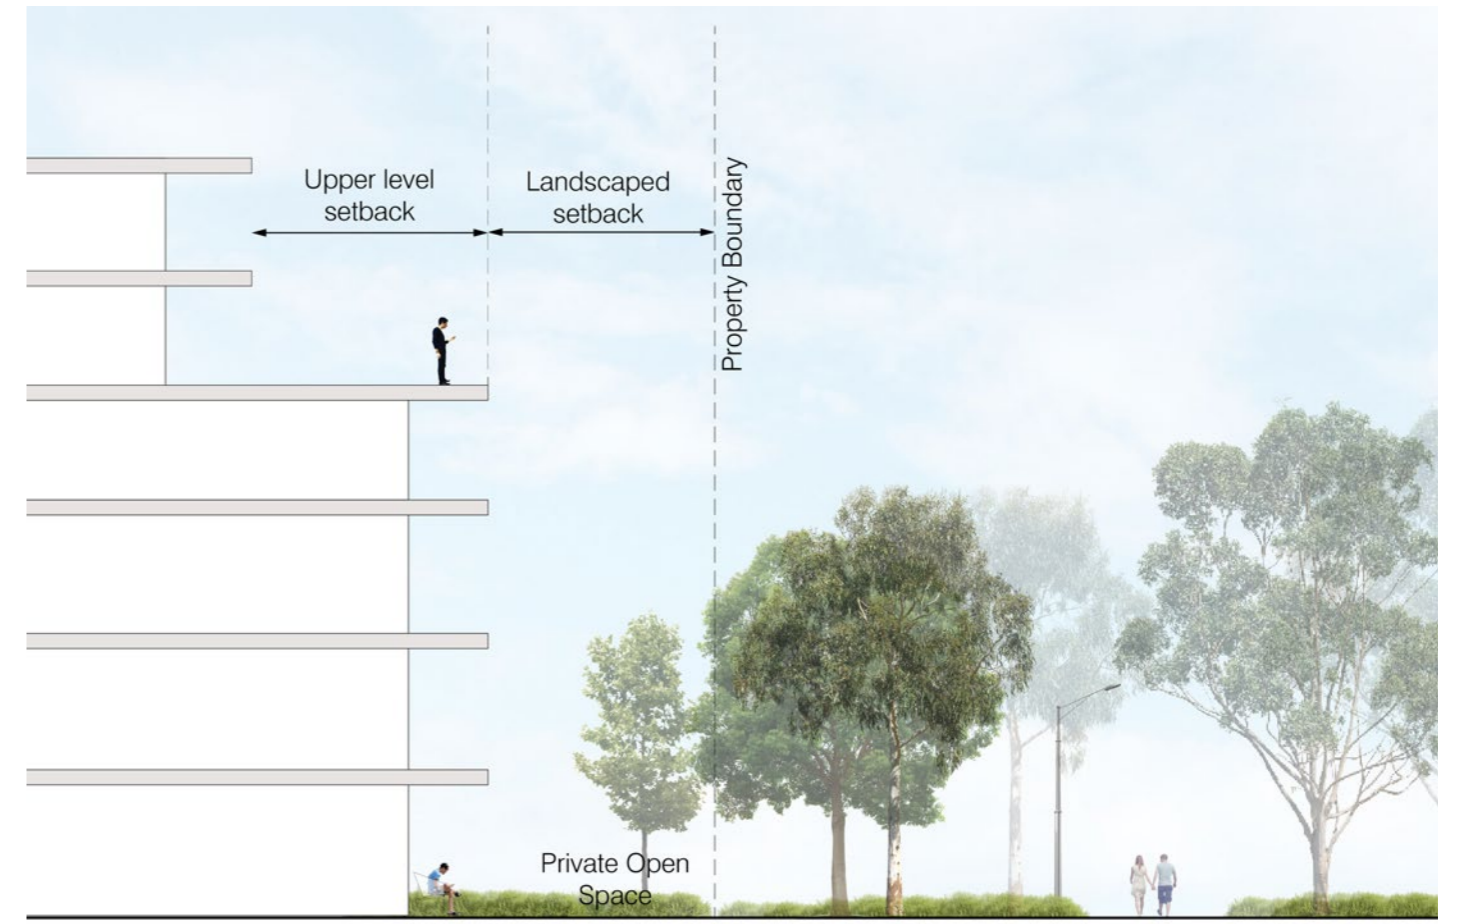 Upper level
setback
Landscaped
setback
Property Boundary
Private Open
Space